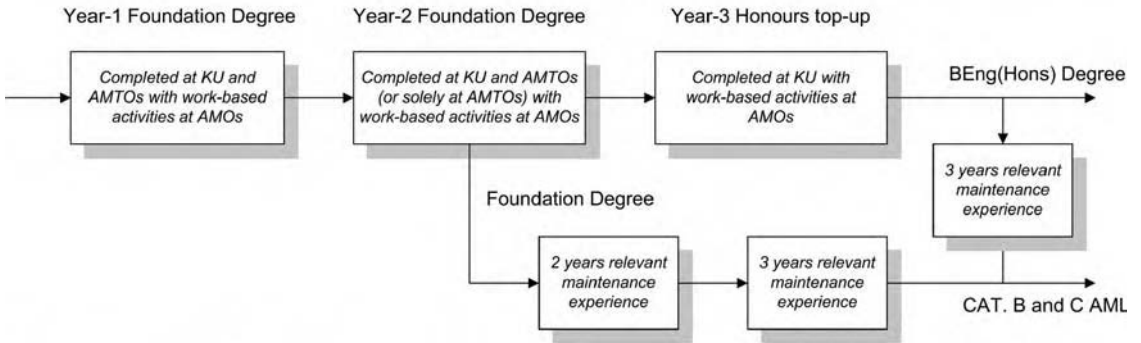 Year-1 Foundation Degree
Year-2 Foundation Degree
Year-3 Honours top-up
Completed at KU and
AMTOs with work-based
activities at AMOs
Completed at KU and AMTOs
(or solely at AMTOs) with
work-based activities at AMOs
Completed at KU with
work-based activities at
AMOs
BEng(Hons) Degree
3 years relevant
maintenance
experience
Foundation Degree
2 years relevant
maintenance
experience
3 years relevant
maintenance
experience
CAT. B and C AML